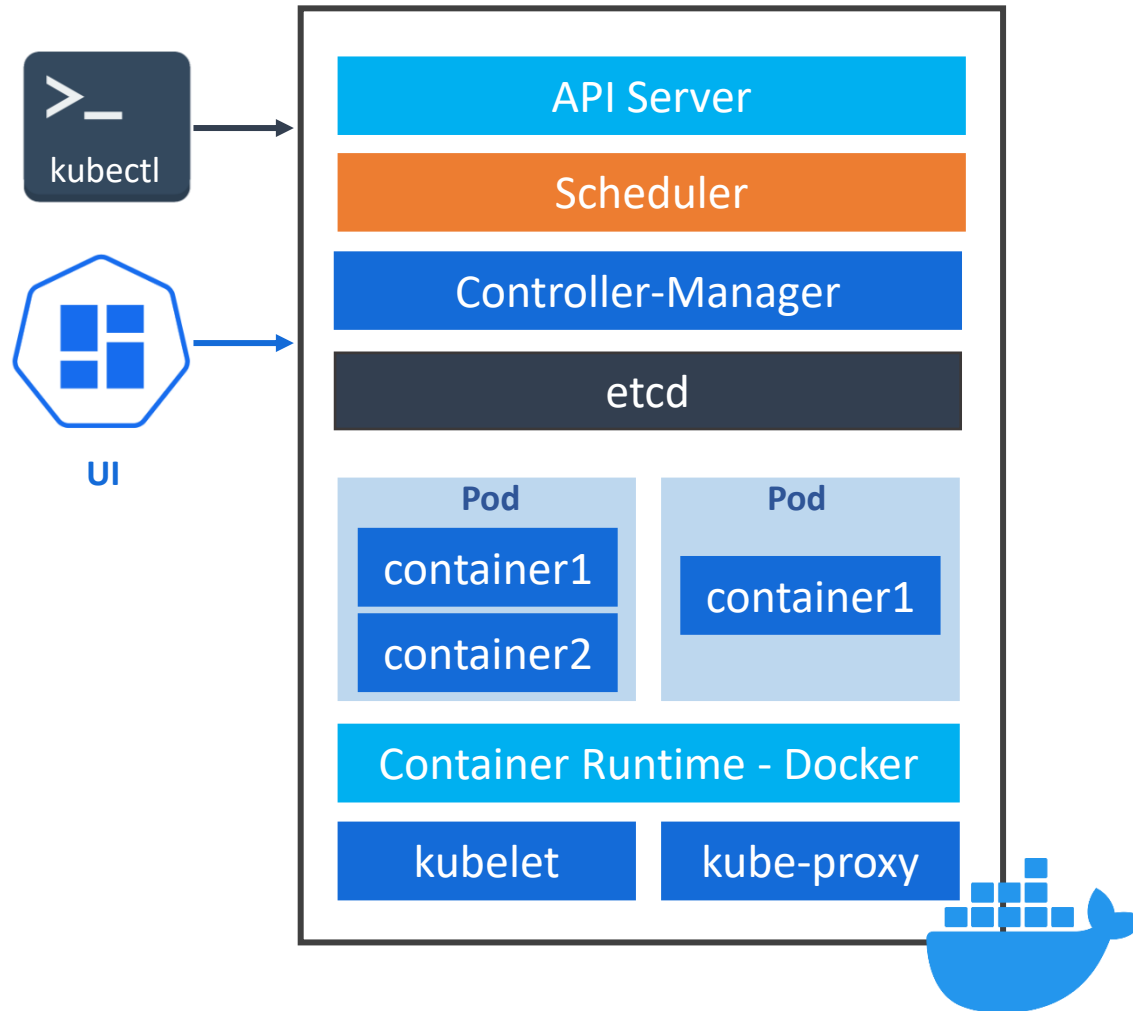 >_
kubectl
UI
API Server
Scheduler
Controller-Manager
etcd
Pod
container1
container2
Pod
container1
Container Runtime - Docker
kubelet
kube-proxy